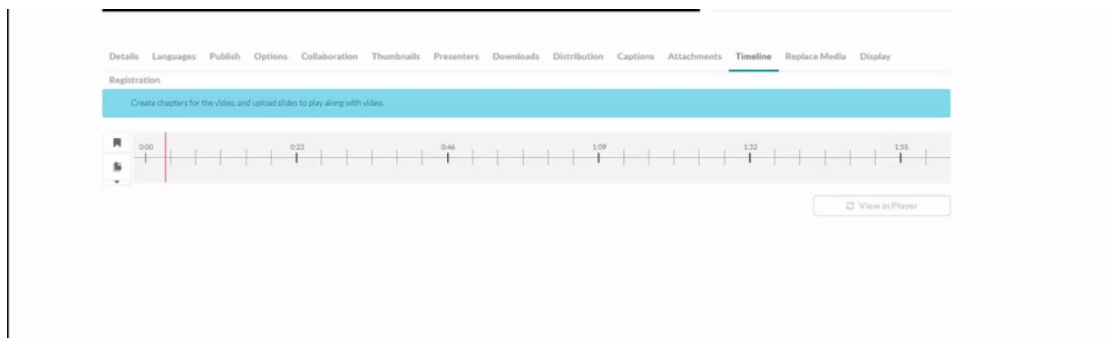 Details Languages Publish Options Collaboration Thumbnails Presenters Downloads Distribution Captions Attachments Timeline Replace Media Display
Registration
Create chapters for the video, and upload slides to play along with video.
0:00 0:23 0:46 1:09 1:32 1:55
View in Player